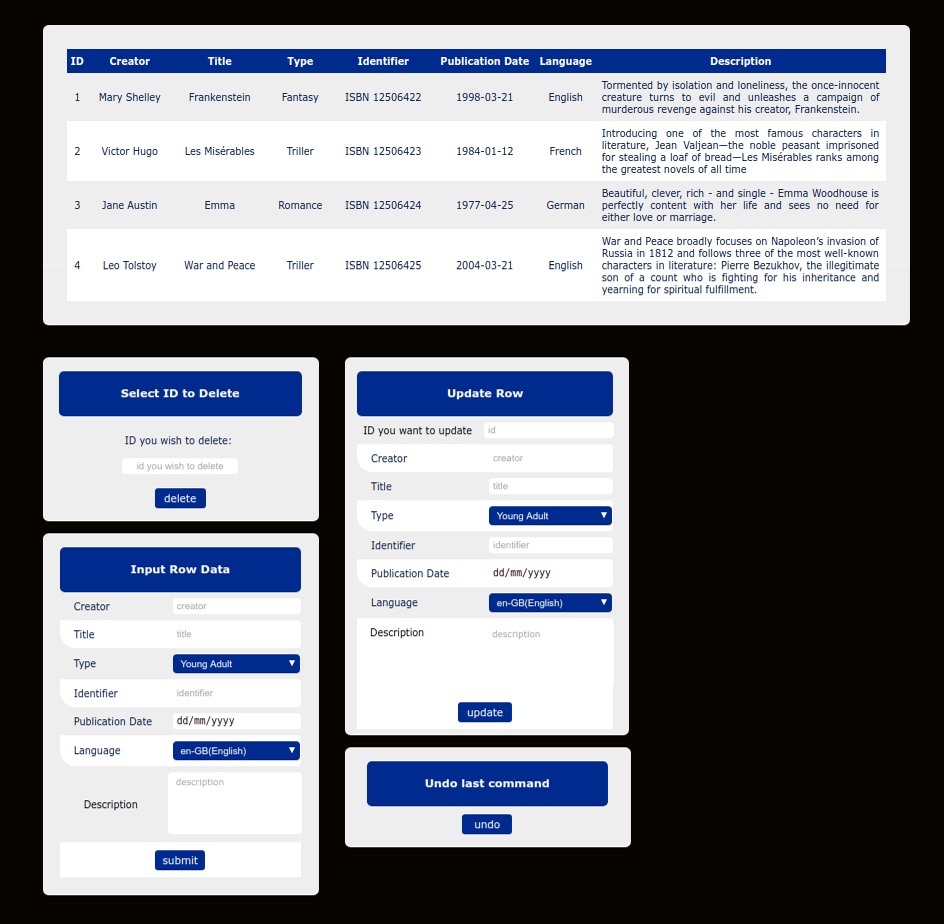 ID Creator Title Type Identifier Publication Date Language Description
1 Mary Shelley Frankenstein Fantasy ISBN 12506422 1998-03-21 English Tormented by isolation and loneliness, the once-innocent
creature turns to evil and unleashes a campaign of
murderous revenge against his creator, Frankenstein.
2 Victor Hugo Les Misérables Triller ISBN 12506423 1984-01-12 French Introducing one of the most famous characters in
literature, Jean Valjean—the noble peasant imprisoned
for stealing a loaf of bread—Les Misérables ranks among
the greatest novels of all time
3 Jane Austin Emma Romance ISBN 12506424 1977-04-25 German Beautiful, clever, rich - and single - Emma Woodhouse is
perfectly content with her life and sees no need for
either love or marriage.
4 Leo Tolstoy War and Peace Triller ISBN 12506425 2004-03-21 English War and Peace broadly focuses on Napoleon’s invasion of
Russia in 1812 and follows three of the most well-known
characters in literature: Pierre Bezukhov, the illegitimate
son of a count who is fighting for his inheritance and
yearning for spiritual fulfillment.
Select ID to Delete
ID you wish to delete:
id you wish to delete
delete
Input Row Data
Creator creator
Title title
Type Young Adult
Identifier identifier
Publication Date dd/mm/yyyy
Language en-GB(English)
Description description
submit
Update Row
ID you want to update id
Creator creator
Title title
Type Young Adult
Identifier identifier
Publication Date dd/mm/yyyy
Language en-GB(English)
Description description
update
Undo last command
undo